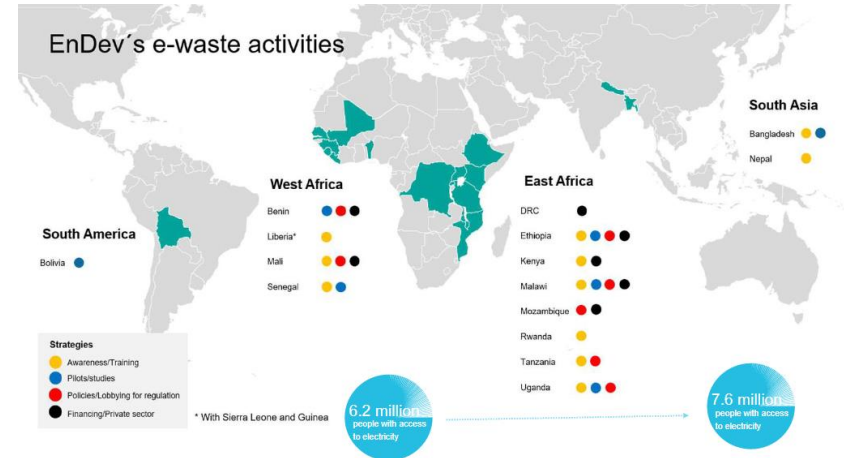 EnDev´s e-waste activities
South America
Bolivia
West Africa
Benin
Liberia*
Mali
Senegal
East Africa
DRC
Ethiopia
Kenya
Malawi
Mozambique
Rwanda
Tanzania
Uganda
South Asia
Bangladesh
Nepal
Strategies
Awareness/Training
Pilots/studies
Policies/Lobbying for regulation
Financing/Private sector
* With Sierra Leone and Guinea
6.2 million
people with access
to electricity
7.6 million
people with access
to electricity